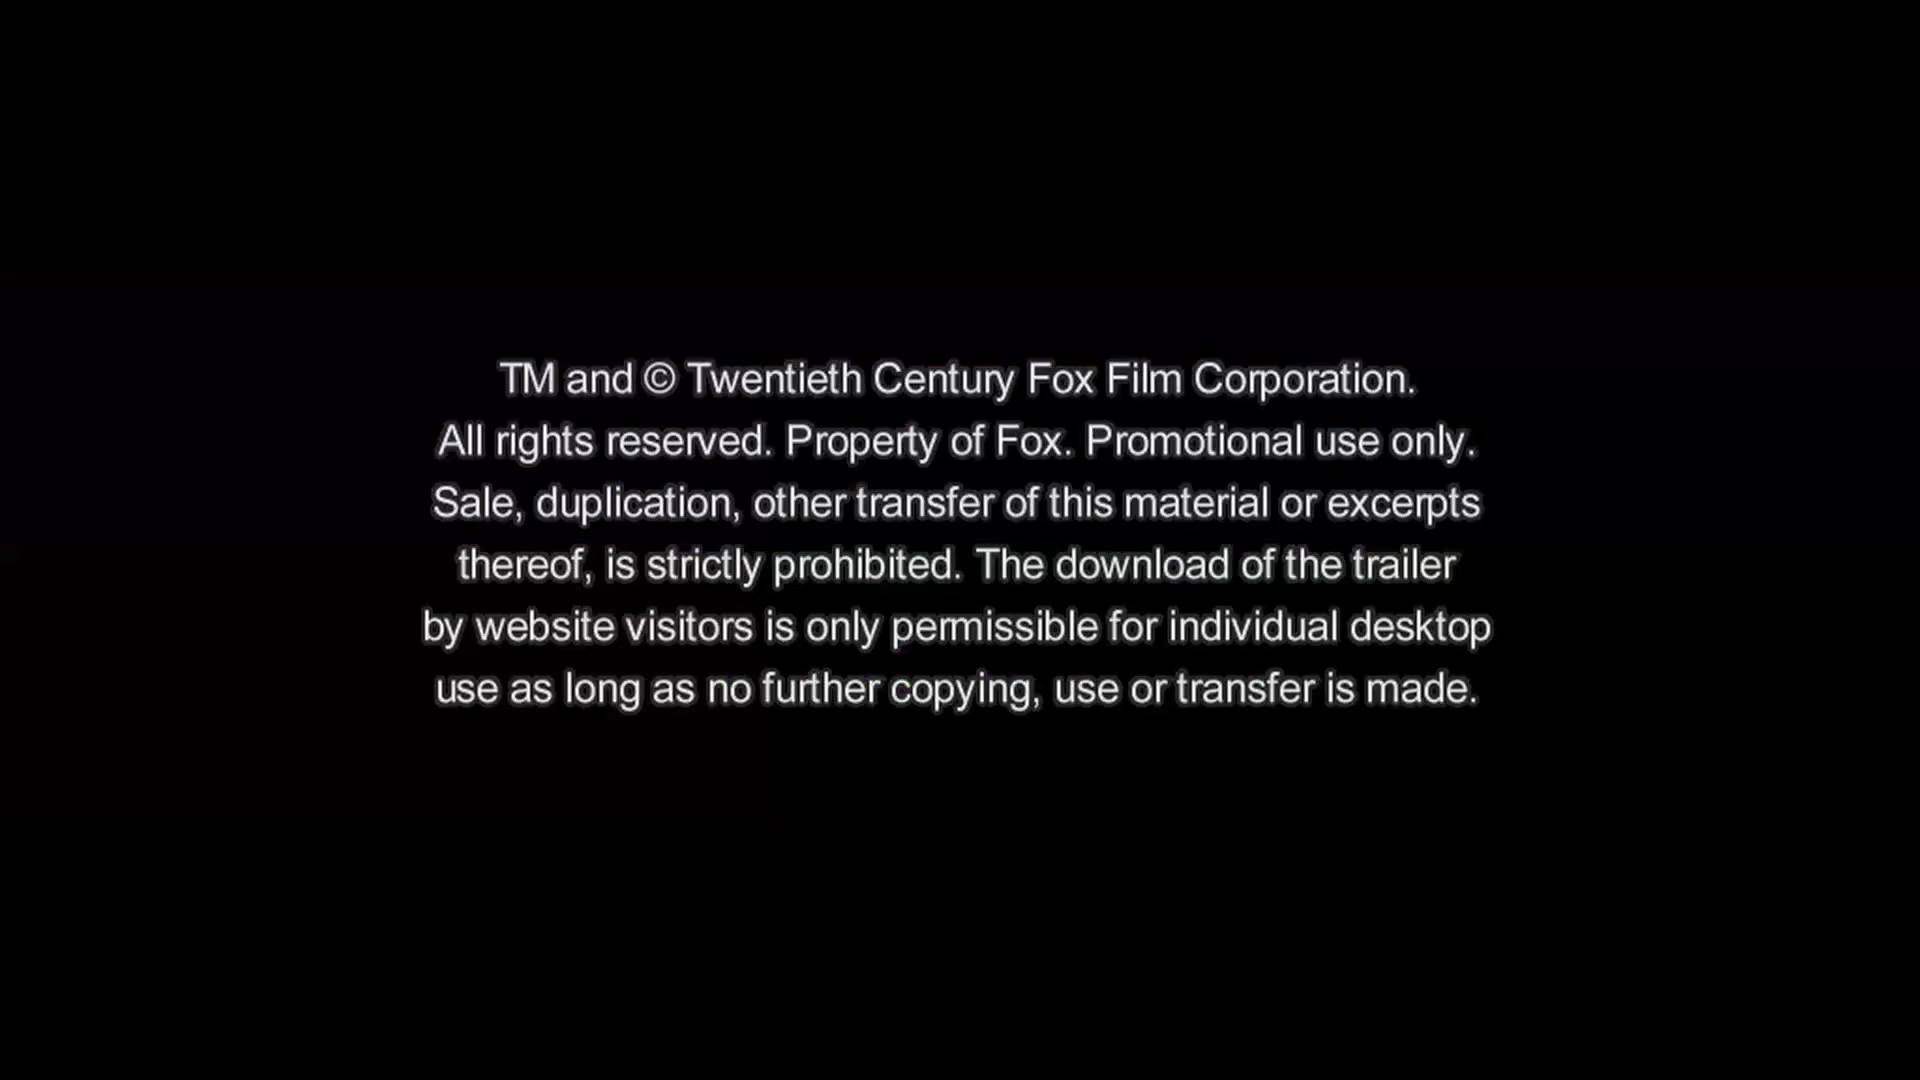 TM and © Twentieth Century Fox Film Corporation.
All rights reserved. Property of Fox. Promotional use only.
Sale, duplication, other transfer of this material or excerpts
thereof, is strictly prohibited. The download of the trailer
by website visitors is only permissible for individual desktop
use as long as no further copying, use or transfer is made.